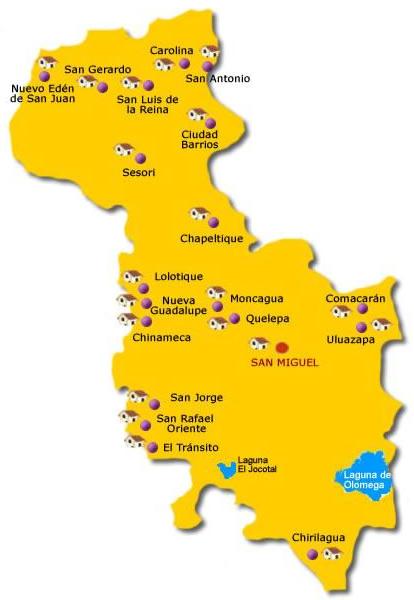 Carolina
San Gerardo
San Antonio
Nuevo Edén
de San Juan
San Luis de
la Reina
Ciudad
Barrios
Sesori
Chapeltique
Lolotique
Nueva
Guadalupe
Moncagua
Comacarán
Quelepa
Chinameca
Uluazapa
SAN MIGUEL
San Jorge
San Rafael
Oriente
El Tránsito
Laguna
El Jocotal
Laguna de
Olomega
Chirilagua